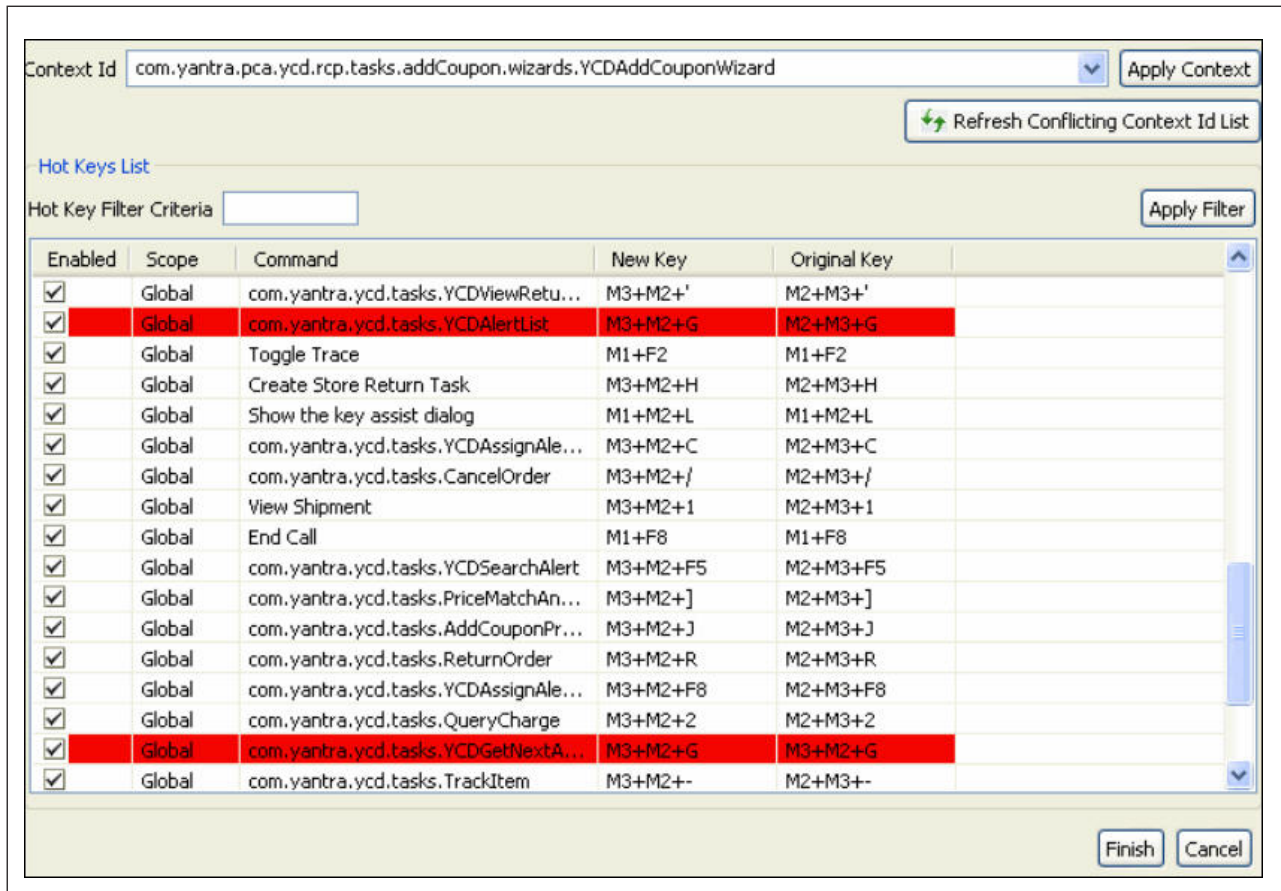 Context Id com.yantra.pca.ycd.rcp.tasks.addCoupon.wizards.YCDAddCouponWizard Apply Context
Refresh Conflicting Context Id List
Hot Keys List
Hot Key Filter Criteria Apply Filter
Enabled Scope Command New Key Original Key
Global com.yantra.ycd.tasks.YCDViewRetu... M3+M2+' M2+M3+'
Global com.yantra.ycd.tasks.YCDAlertList M3+M2+G M2+M3+G
Global Toggle Trace M1+F2 M1+F2
Global Create Store Return Task M3+M2+H M2+M3+H
Global Show the key assist dialog M1+M2+L M1+M2+L
Global com.yantra.ycd.tasks.YCDAssignAle... M3+M2+C M2+M3+C
Global com.yantra.ycd.tasks.CancelOrder M3+M2+/ M2+M3+/
Global View Shipment M3+M2+1 M2+M3+1
Global End Call M1+F8 M1+F8
Global com.yantra.ycd.tasks.YCDSearchAlert M3+M2+F5 M2+M3+F5
Global com.yantra.ycd.tasks.PriceMatchAn... M3+M2+] M2+M3+]
Global com.yantra.ycd.tasks.AddCouponPr... M3+M2+J M2+M3+J
Global com.yantra.ycd.tasks.ReturnOrder M3+M2+R M2+M3+R
Global com.yantra.ycd.tasks.YCDAssignAle... M3+M2+F8 M2+M3+F8
Global com.yantra.ycd.tasks.QueryCharge M3+M2+2 M2+M3+2
Global com.yantra.ycd.tasks.YCDGetNextA... M3+M2+G M3+M2+G
Global com.yantra.ycd.tasks.TrackItem M3+M2+- M2+M3+-
Finish Cancel